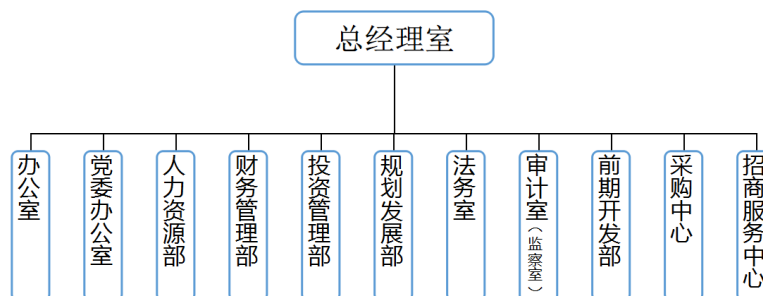 总经理室
办公室
党委办公室
人力资源部
财务管理部
投资管理部
规划发展部
法务室
审计室（监察室）
前期开发部
采购中心
招商服务中心